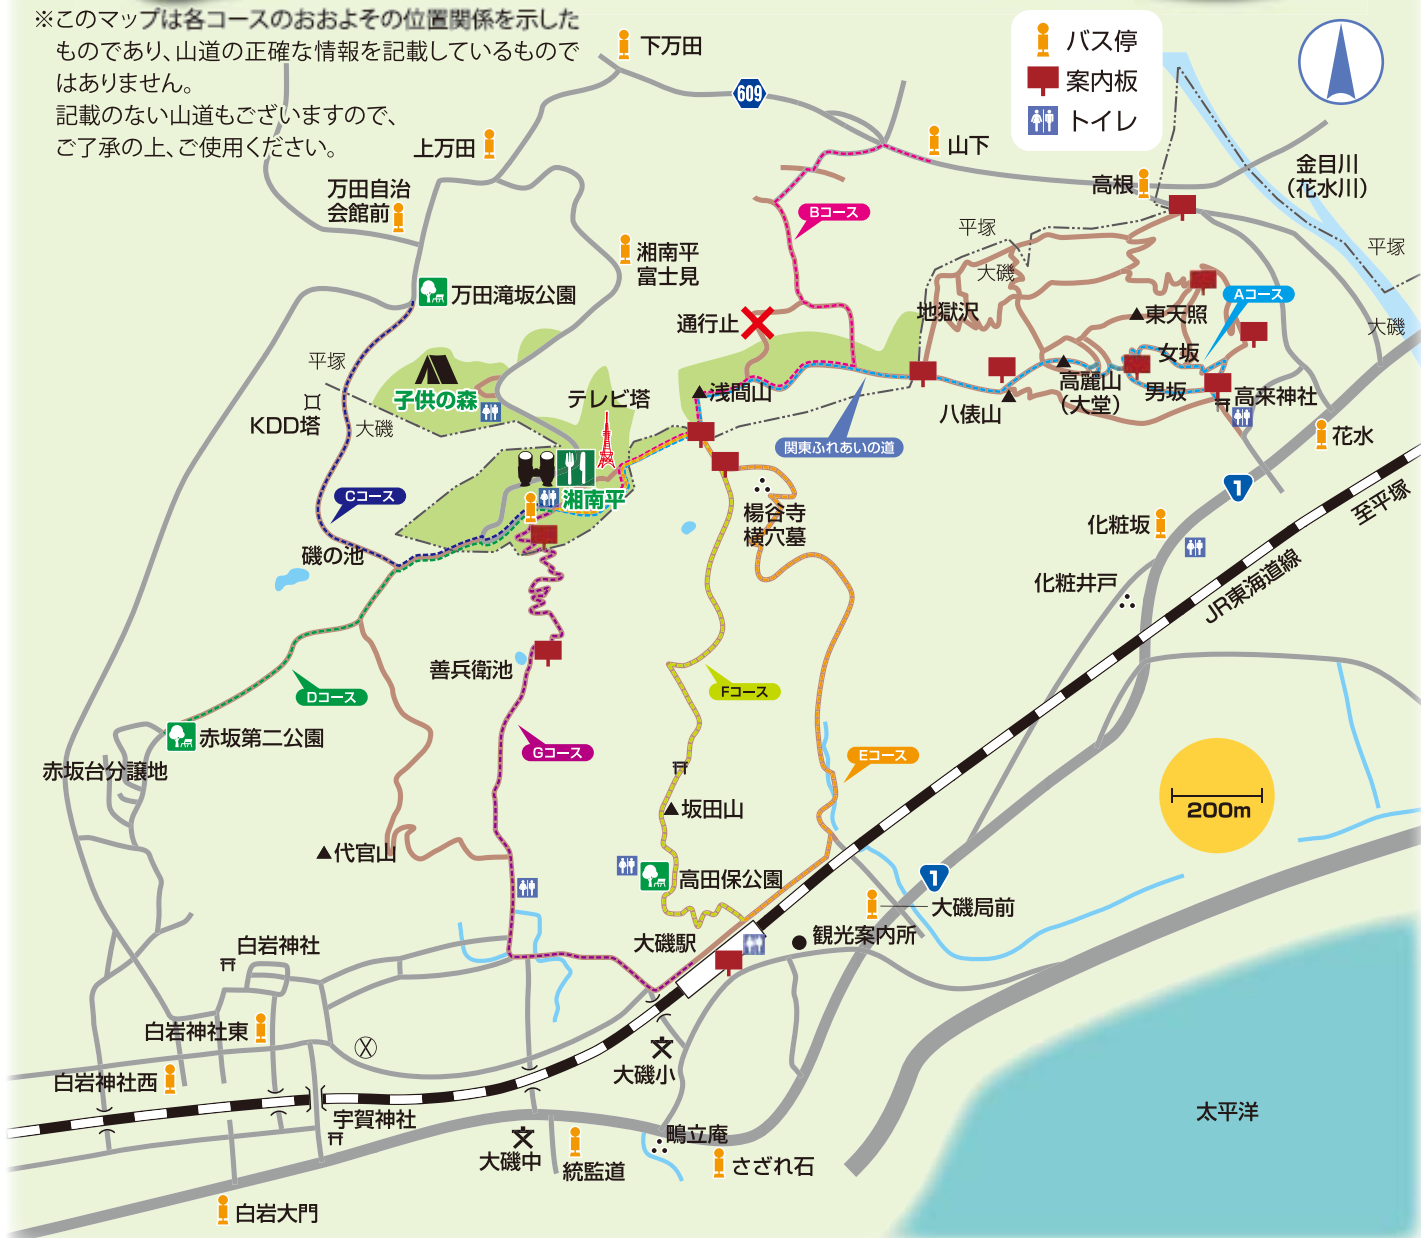 ※このマップは各コースのおおよその位置関係を示した
ものであり、山道の正確な情報を記載しているもので
はありません。
記載のない山道もございますので、
ご了承の上、ご使用ください。
バス停
案内板
トイレ
下万田
609
上万田
山下
万田自治
会館前
高根
金目川
（花水川）
Bコース
平塚
平塚
湘南平
富士見
大磯
万田滝坂公園
Aコース
地獄沢
東天照
通行止
大磯
平塚
女坂
高麗山
（大堂）
男坂
高来神社
子供の森
テレビ塔
浅間山
八俵山
KDD塔
大磯
花水
関東ふれあいの道
1
Cコース
湘南平
至平塚
楊谷寺
横穴墓
化粧坂
磯の池
化粧井戸
JR東海道線
善兵衛池
Dコース
Fコース
赤坂第二公園
Gコース
Eコース
赤坂台分譲地
200m
坂田山
代官山
高田保公園
1
大磯局前
大磯駅
観光案内所
白岩神社
白岩神社東
白岩神社西
大磯小
宇賀神社
太平洋
鴫立庵
大磯中
統監道
さざれ石
白岩大門